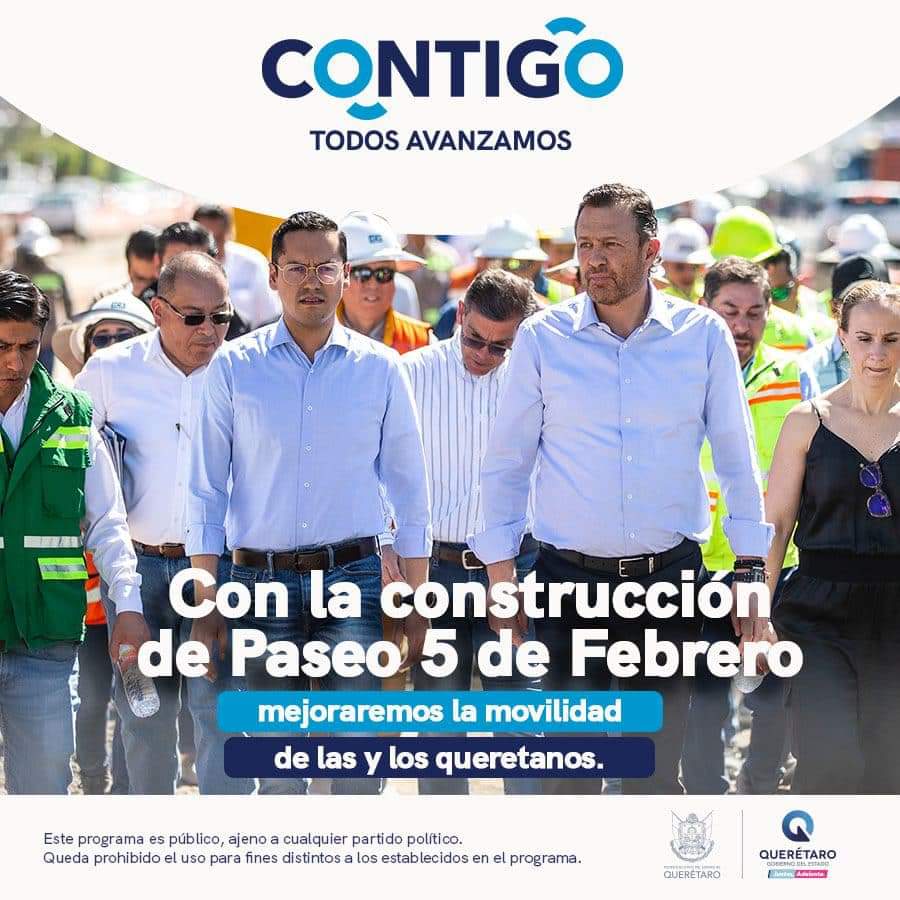 CONTIGO
TODOS AVANZAMOS
Con la construcción
de Paseo 5 de Febrero
mejoraremos la movilidad
de las y los queretanos.
Este programa es público, ajeno a cualquier partido político.
Queda prohibido el uso para fines distintos a los establecidos en el programa.
QUERÉTARO
QUERÉTARO
GOBIERNO DEL ESTADO
Juntos, Adelante